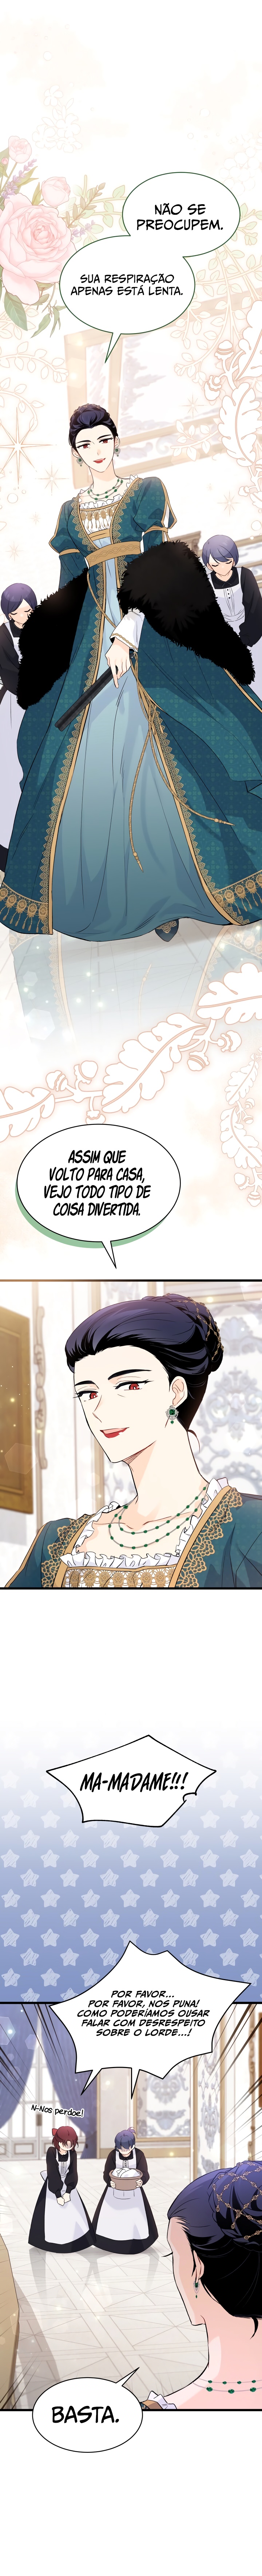 NÃO SE
PREOCUPEM.
SUA RESPIRAÇÃO
APENAS ESTÁ LENTA.
ASSIM QUE
VOLTO PARA CASA,
VEJO TODO TIPO DE
COISA DIVERTIDA.
MA-MADAME!!!
POR FAVOR...
POR FAVOR, NOS PUNA!
COMO PODERÍAMOS OUSAR
FALAR COM DESRESPEITO
SOBRE O LORDE...!
N-Nos perdoe!
BASTA.